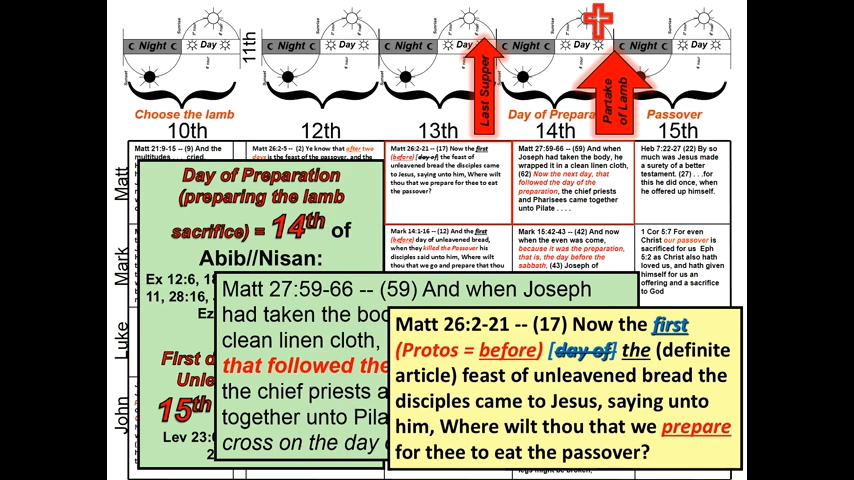 Night Day Night Day Night Day Night Day Night Day
11th
Last Supper
Partake of Lamb
Choose the lamb
Day of Prepara
Passover
10th 12th 13th 14th 15th
Matt
Mark
Luke
John
Matt 21:9-15 -- (9) And the
multitudes . . . cried,
Matt 26:2-5 -- (2) Ye know that after two
days is the feast of the passover, and the
Matt 26:2-21 -- (17) Now the first
(before) [day of] the feast of
unleavened bread the disciples
came to Jesus, saying unto him, Where
wilt thou that we prepare for thee to
eat the passover?
Matt 27:59-66 -- (59) And when
Joseph had taken the body, he
wrapped it in a clean linen cloth,
(62) Now the next day, that
followed the day of the
preparation, the chief priests
and Pharisees came together
unto Pilate . . . .
Heb 7:22-27 (22) By so
much was Jesus made
a surety of a better
testament. (27) . . .for
this he did once, when
he offered up himself.
Mark 14:1-16 -- (12) And the first
(before) day of unleavened bread,
when they killed the Passover his
disciples said unto him, Where wilt
thou that we go and prepare that thou
Mark 15:42-43 -- (42) And now
when the even was come,
because it was the preparation,
that is, the day before the
sabbath, (43) Joseph of
1 Cor 5:7 For even
Christ our passover is
sacrificed for us Eph
5:2 as Christ also hath
loved us, and hath given
himself for us an
offering and a sacrifice
to God
Day of Preparation
(preparing the lamb
sacrifice) = 14th of
Abib//Nisan:
Ex 12:6, 18
11, 28:16,
Ez
First d
Unle
15th
Lev 23:
2
Matt 27:59-66 -- (59) And when Joseph
had taken the bod
clean linen cloth,
that followed the
the chief priests a
together unto Pila
cross on the day
Matt 26:2-21 -- (17) Now the first
(Protos = before) [day of] the (definite
article) feast of unleavened bread the
disciples came to Jesus, saying unto
him, Where wilt thou that we prepare
for thee to eat the passover?
legs might be broken,